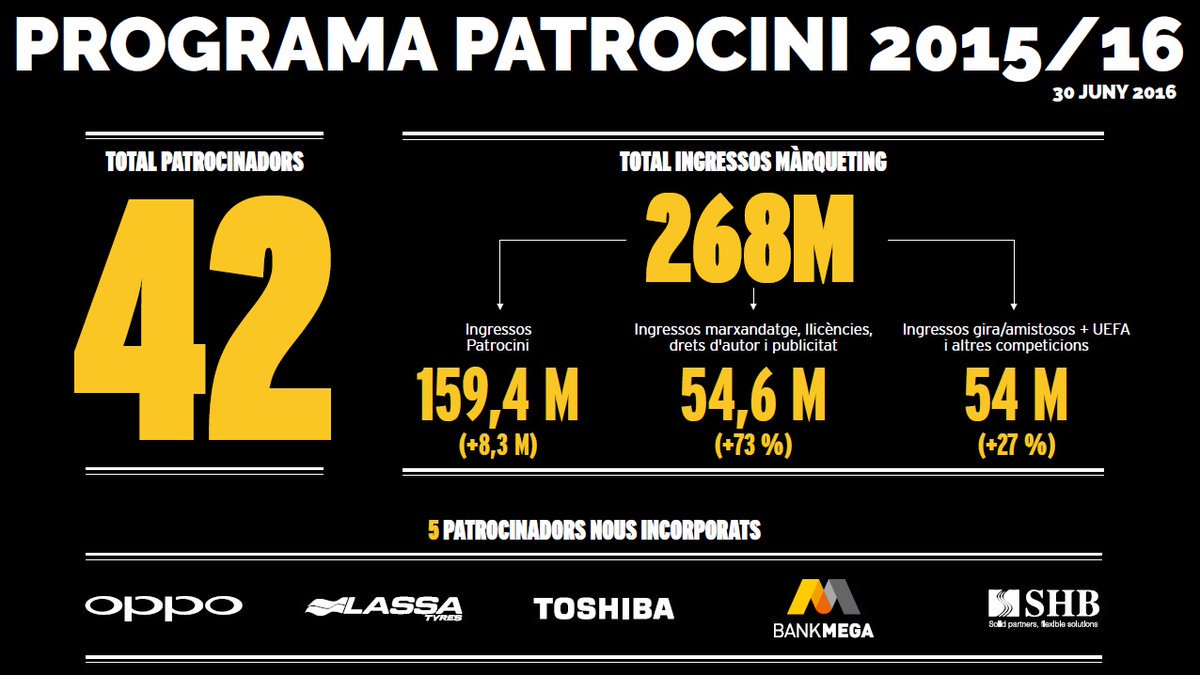 PROGRAMA PATROCINI 2015/16
30 JUNY 2016
TOTAL PATROCINADORS
42
TOTAL INGRESSOS MÀRQUETING
268M
Ingressos
Patrocini
159,4 M
(+8,3 M)
Ingressos marxandatge, llicències,
drets d'autor i publicitat
54,6 M
(+73 %)
Ingressos gira/amistosos + UEFA
i altres competicions
54 M
(+27 %)
5 PATROCINADORS NOUS INCORPORATS
oppo
LASSA
TYRES
TOSHIBA
BANKMEGA
SHB
Solid partners, flexible solutions